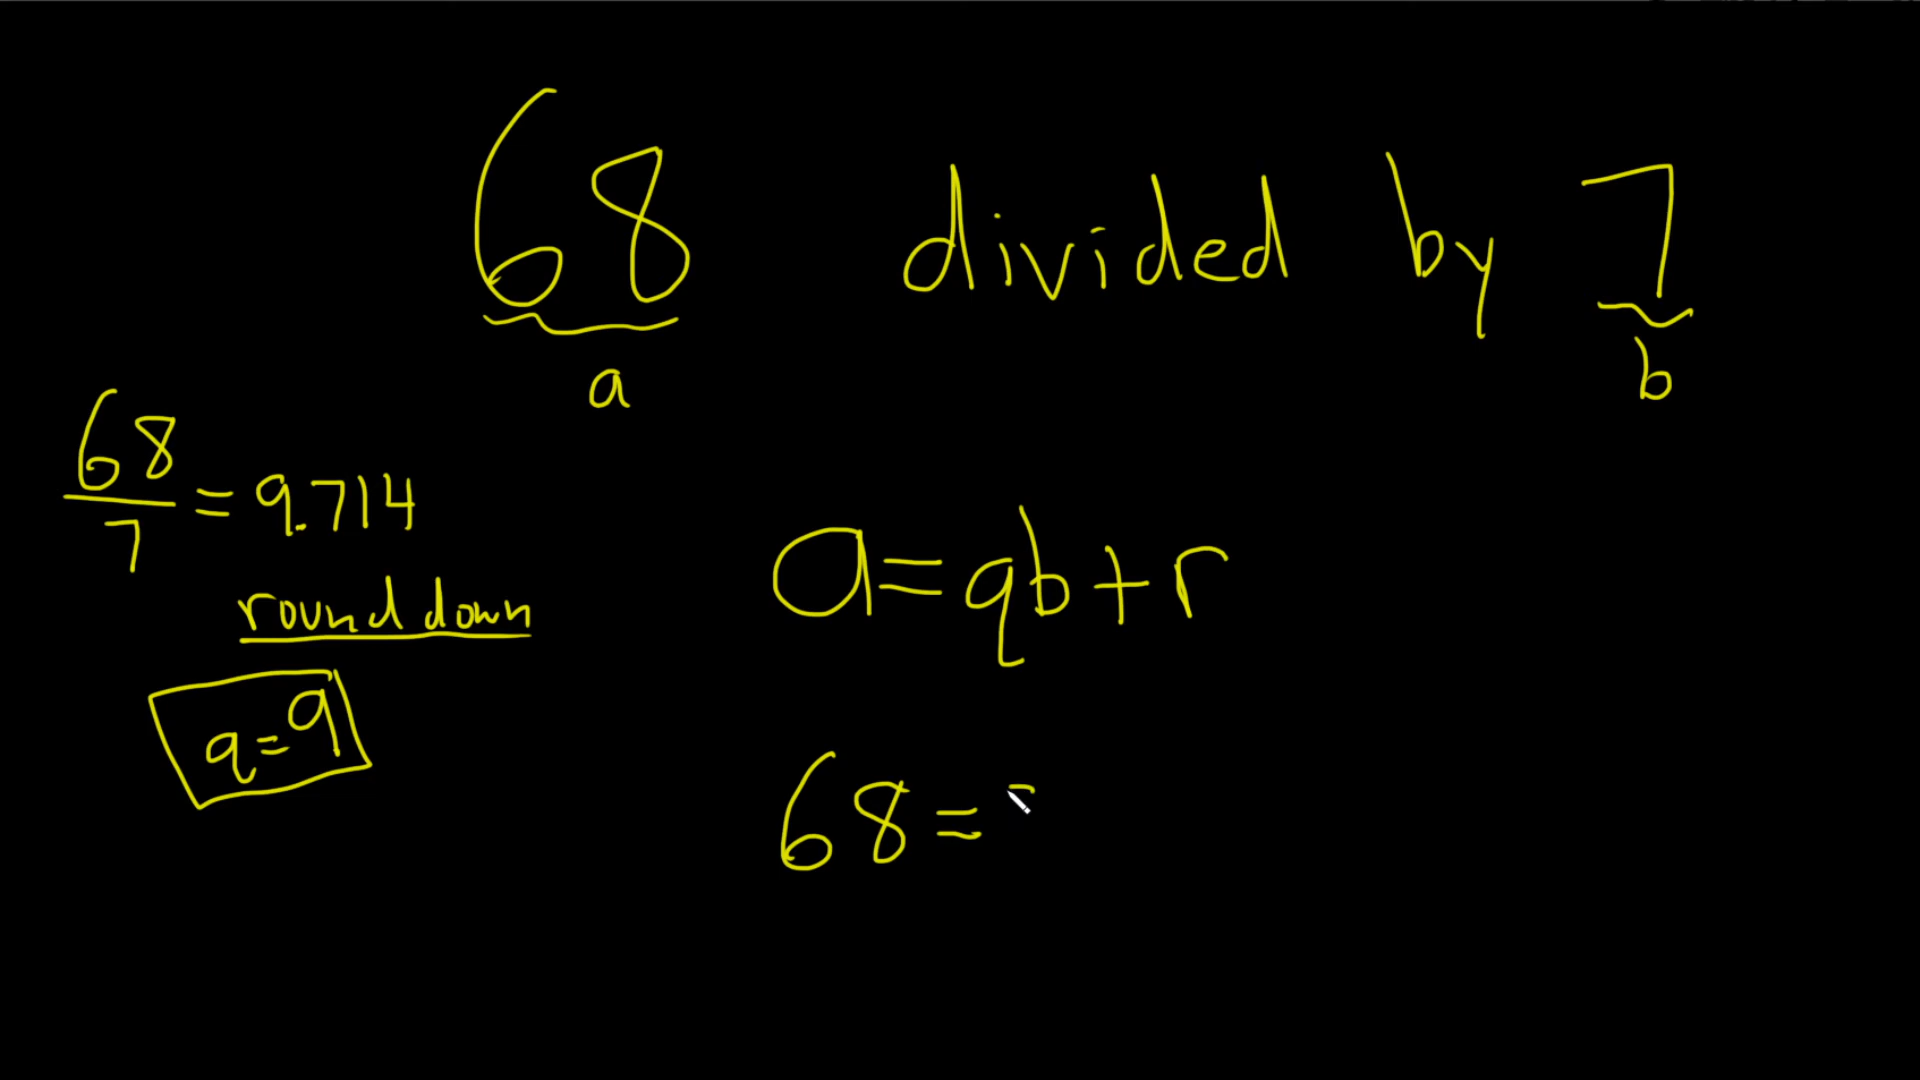 68 divided by 7
a b
68/7 = 9.714
round down
q=9
a=qb+r
68=